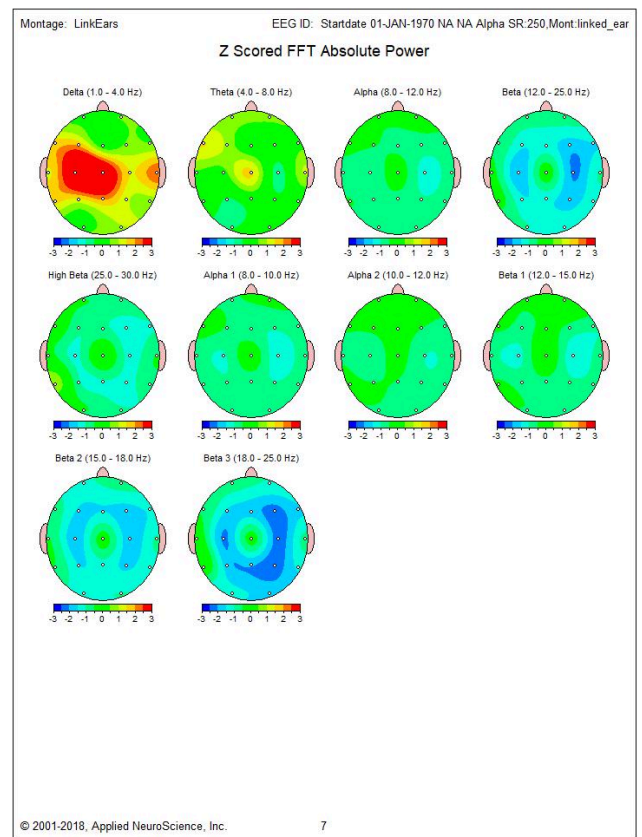 Montage: LinkEars EEG ID: Startdate 01-JAN-1970 NA NA Alpha SR:250,Mont:linked_ear
Z Scored FFT Absolute Power
Delta (1.0 - 4.0 Hz) Theta (4.0 - 8.0 Hz) Alpha (8.0 - 12.0 Hz) Beta (12.0 - 25.0 Hz)
-3 -2 -1 0 1 2 3 -3 -2 -1 0 1 2 3 -3 -2 -1 0 1 2 3 -3 -2 -1 0 1 2 3
High Beta (25.0 - 30.0 Hz) Alpha 1 (8.0 - 10.0 Hz) Alpha 2 (10.0 - 12.0 Hz) Beta 1 (12.0 - 15.0 Hz)
-3 -2 -1 0 1 2 3 -3 -2 -1 0 1 2 3 -3 -2 -1 0 1 2 3 -3 -2 -1 0 1 2 3
Beta 2 (15.0 - 18.0 Hz) Beta 3 (18.0 - 25.0 Hz)
-3 -2 -1 0 1 2 3 -3 -2 -1 0 1 2 3
© 2001-2018, Applied NeuroScience, Inc. 7